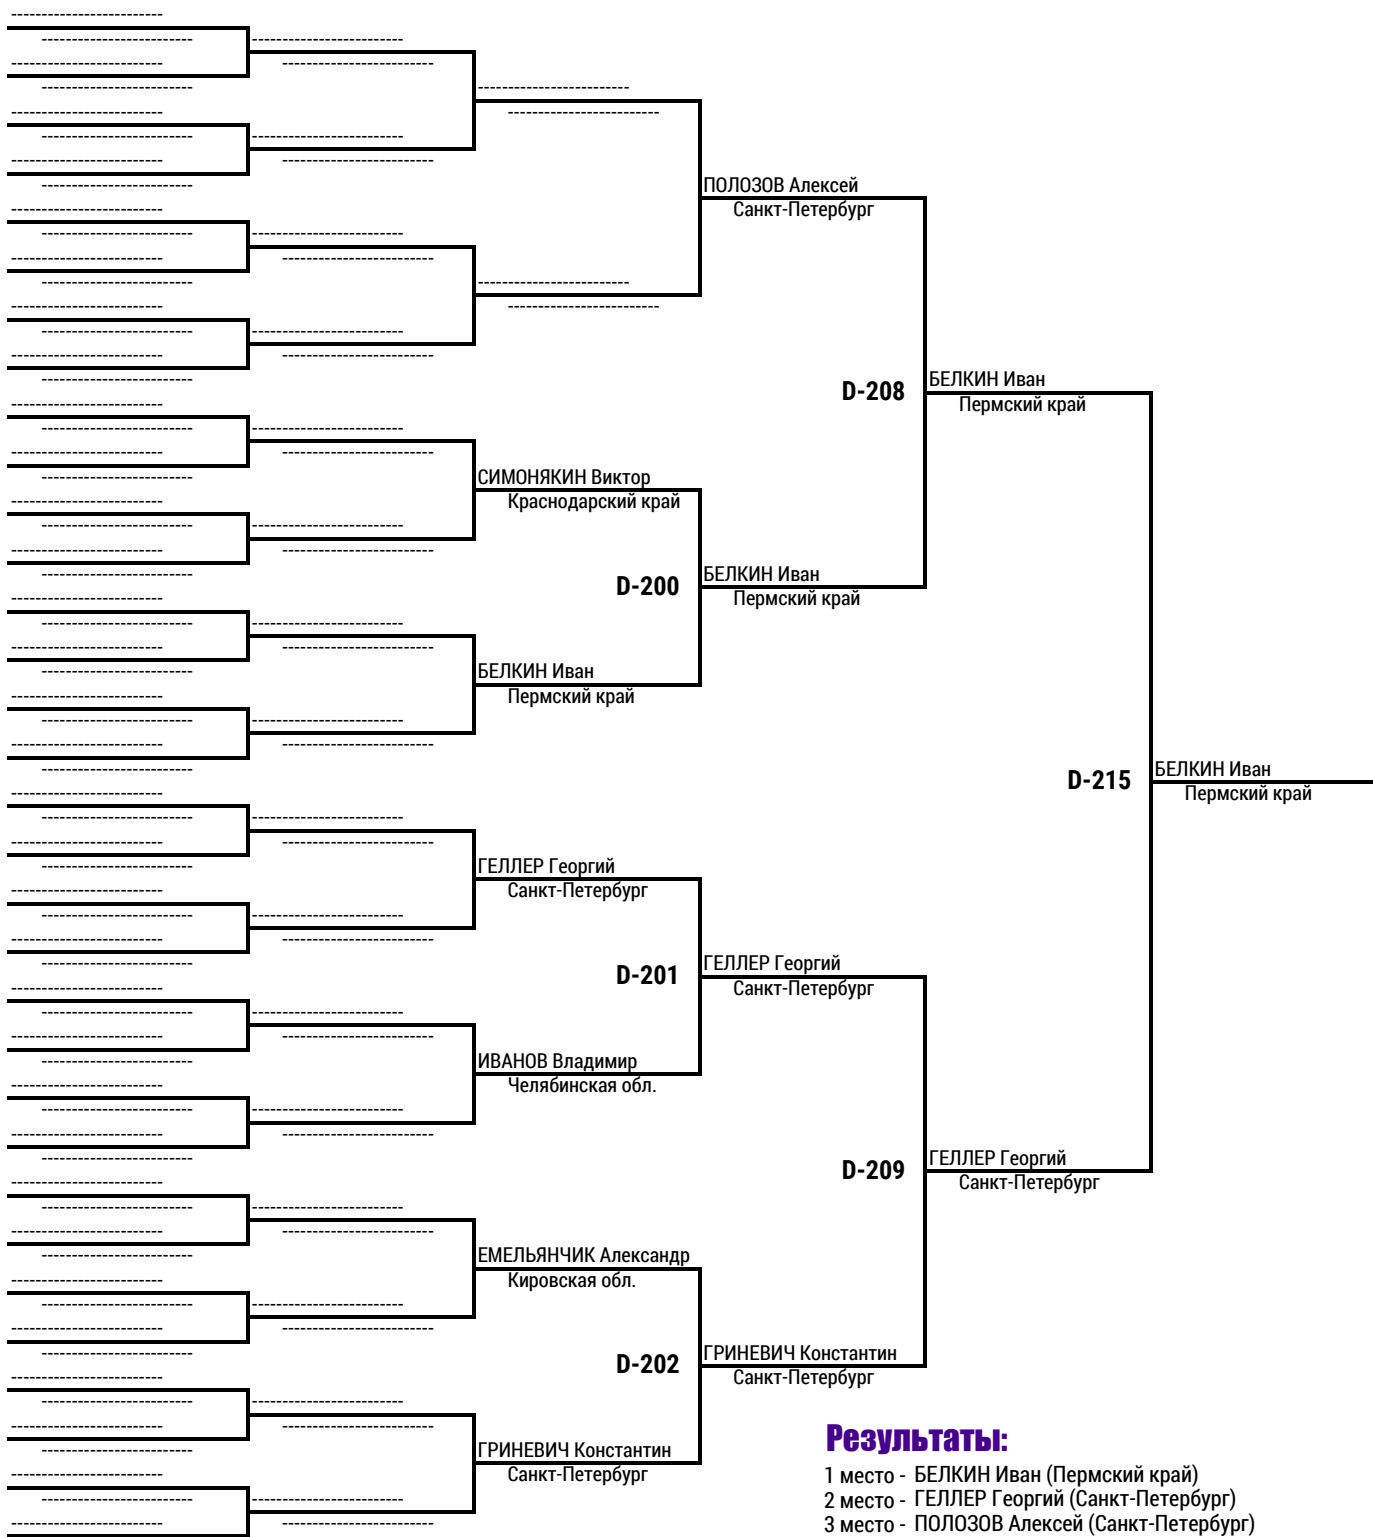 ПОЛОЗОВ Алексей
Санкт-Петербург
D-208
БЕЛКИН Иван
Пермский край
СИМОНЯКИН Виктор
Краснодарский край
D-200
БЕЛКИН Иван
Пермский край
БЕЛКИН Иван
Пермский край
D-215
БЕЛКИН Иван
Пермский край
ГЕЛЛЕР Георгий
Санкт-Петербург
D-201
ГЕЛЛЕР Георгий
Санкт-Петербург
ИВАНОВ Владимир
Челябинская обл.
D-209
ГЕЛЛЕР Георгий
Санкт-Петербург
ЕМЕЛЬЯНЧИК Александр
Кировская обл.
D-202
ГРИНЕВИЧ Константин
Санкт-Петербург
ГРИНЕВИЧ Константин
Санкт-Петербург
Результаты:
1 место - БЕЛКИН Иван (Пермский край)
2 место - ГЕЛЛЕР Георгий (Санкт-Петербург)
3 место - ПОЛОЗОВ Алексей (Санкт-Петербург)